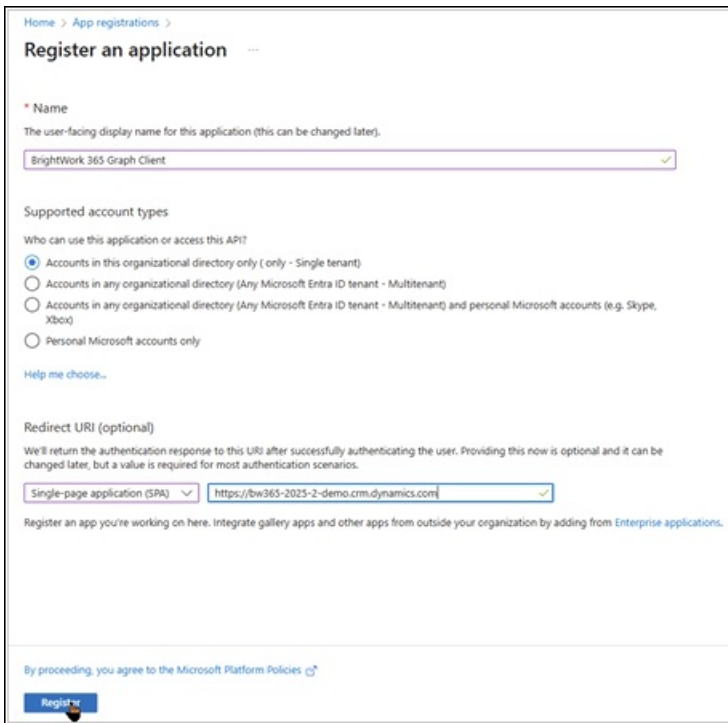 Home > App registrations >
Register an application ...
* Name
The user-facing display name for this application (this can be changed later).
BrightWork 365 Graph Client
Supported account types
Who can use this application or access this API?
Accounts in this organizational directory only ( only - Single tenant)
Accounts in any organizational directory (Any Microsoft Entra ID tenant - Multitenant)
Accounts in any organizational directory (Any Microsoft Entra ID tenant - Multitenant) and personal Microsoft accounts (e.g. Skype,
Xbox)
Personal Microsoft accounts only
Help me choose...
Redirect URI (optional)
We'll return the authentication response to this URI after successfully authenticating the user. Providing this now is optional and it can be
changed later, but a value is required for most authentication scenarios.
Single-page application (SPA) https://bw365-2025-2-demo.crm.dynamics.com
Register an app you're working on here. Integrate gallery apps and other apps from outside your organization by adding from Enterprise applications.
By proceeding, you agree to the Microsoft Platform Policies
Register